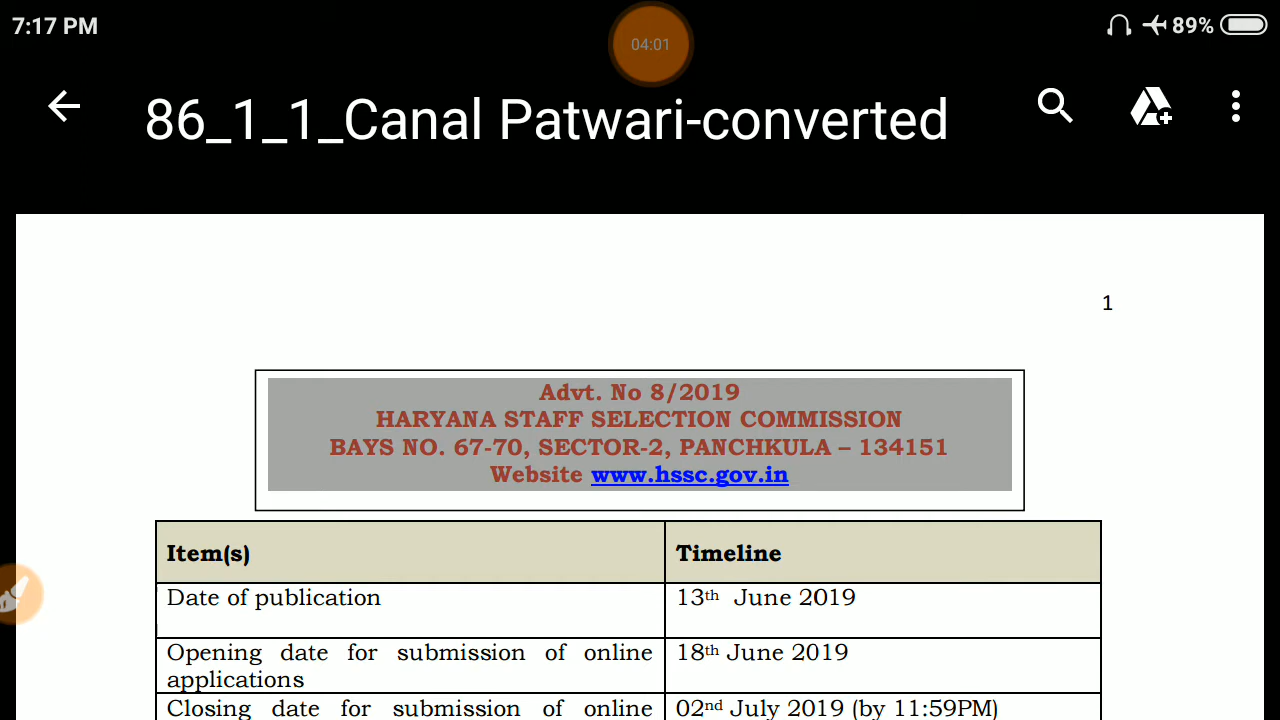 7:17 PM
04:01
89%
86_1_1_Canal Patwari-converted
1
Advt. No 8/2019
HARYANA STAFF SELECTION COMMISSION
BAYS NO. 67-70, SECTOR-2, PANCHKULA – 134151
Website www.hssc.gov.in
Item(s) Timeline
Date of publication 13th June 2019
Opening date for submission of online 18th June 2019
applications
Closing date for submission of online 02nd July 2019 (by 11:59PM)